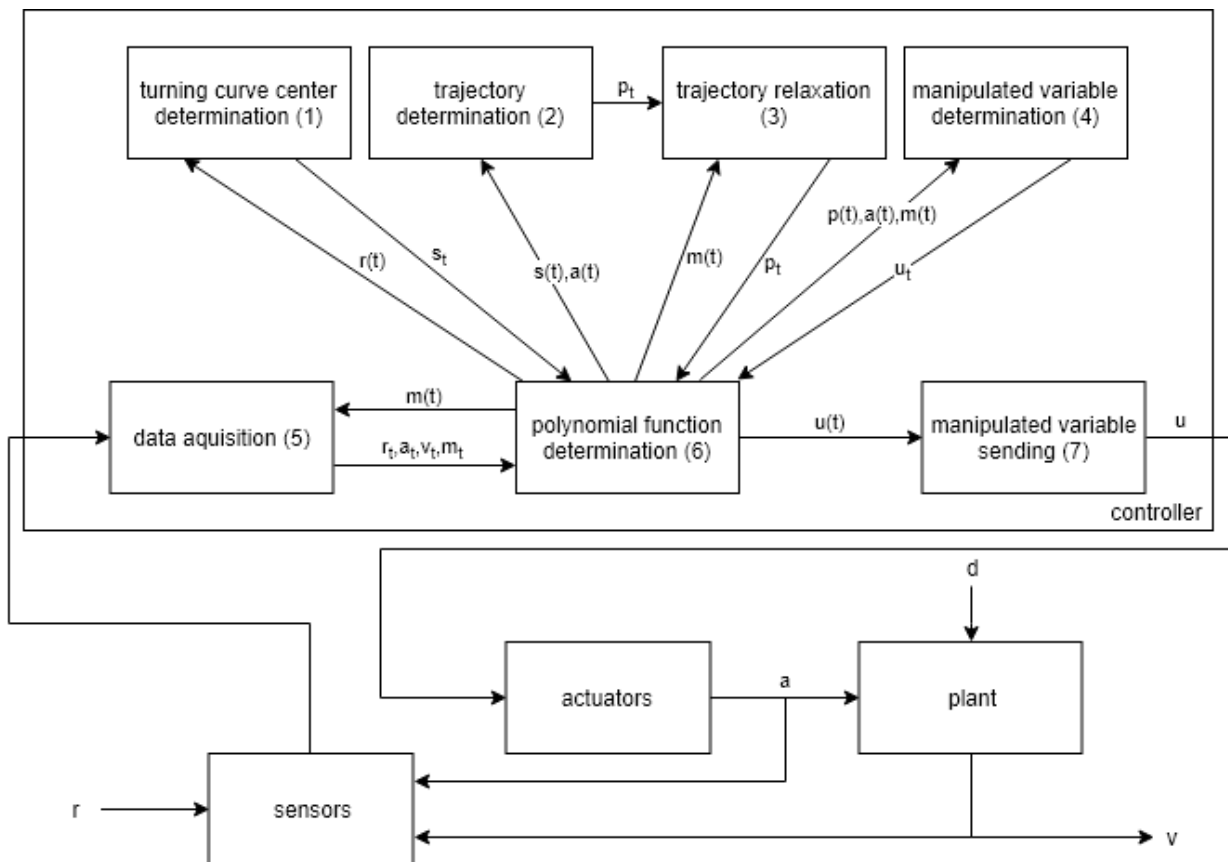 turning curve center
determination (1)
trajectory
determination (2)
pt
trajectory relaxation
(3)
manipulated variable
determination (4)
r(t)
st
s(t),a(t)
m(t)
pt
p(t),a(t),m(t)
ut
data aquisition (5)
m(t)
rt,at,vt,mt
polynomial function
determination (6)
u(t)
manipulated variable
sending (7)
u
controller
d
actuators
a
plant
r
sensors
v